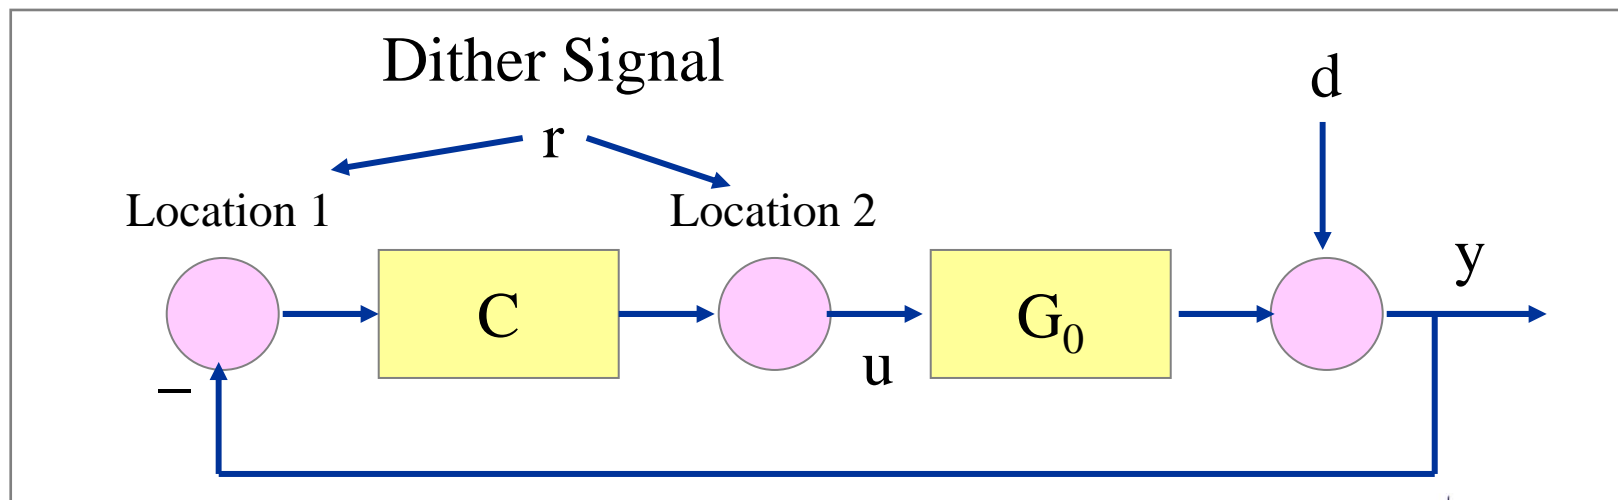 Dither Signal
d
r
Location 1
Location 2
y
C
G₀
u
–